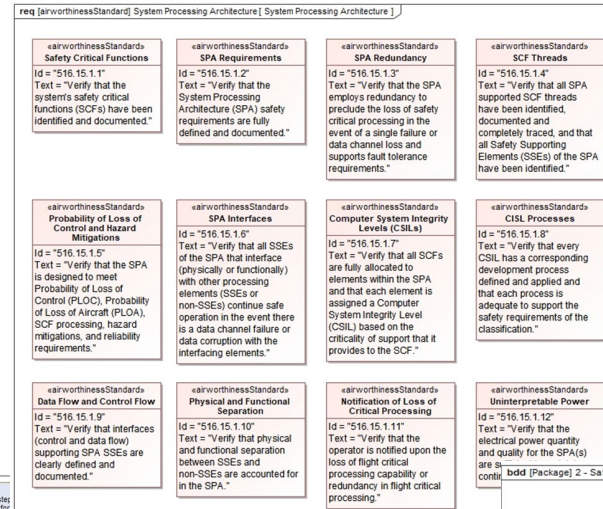 req [airworthinessStandard] System Processing Architecture [ System Processing Architecture ]
«airworthinessStandard»
Safety Critical Functions
Id = "516.15.1.1"
Text = "Verify that the
system's safety critical
functions (SCFs) have been
identified and documented."
«airworthinessStandard»
SPA Requirements
Id = "516.15.1.2"
Text = "Verify that the
System Processing
Architecture (SPA) safety
requirements are fully
defined and documented."
«airworthinessStandard»
SPA Redundancy
Id = "516.15.1.3"
Text = "Verify that the SPA
employs redundancy to
preclude the loss of safety
critical processing in the
event of a single failure or
data channel loss and
supports fault tolerance
requirements."
«airworthinessStandard»
SCF Threads
Id = "516.15.1.4"
Text = "Verify that all SPA
supported SCF threads
have been identified,
documented and
completely traced, and that
all Safety Supporting
Elements (SSEs) of the SPA
have been identified."
«airworthinessStandard»
Probability of Loss of
Control and Hazard
Mitigations
Id = "516.15.1.5"
Text = "Verify that the SPA
is designed to meet
Probability of Loss of
Control (PLOC), Probability
of Loss of Aircraft (PLOA),
SCF processing, hazard
mitigations, and reliability
requirements."
«airworthinessStandard»
SPA Interfaces
Id = "516.15.1.6"
Text = "Verify that all SSEs
of the SPA that interface
(physically or functionally)
with other processing
elements (SSEs or
non-SSEs) continue safe
operation in the event there
is a data channel failure or
data corruption with the
interfacing elements."
«airworthinessStandard»
Computer System Integrity
Levels (CSILs)
Id = "516.15.1.7"
Text = "Verify that all SCFs
are fully allocated to
elements within the SPA
and that each element is
assigned a Computer
System Integrity Level
(CSIL) based on the
criticality of support that it
provides to the SCF."
«airworthinessStandard»
CISL Processes
Id = "516.15.1.8"
Text = "Verify that every
CSIL has a corresponding
development process
defined and applied and
that each process is
adequate to support the
safety requirements of the
classification."
«airworthinessStandard»
Data Flow and Control Flow
Id = "516.15.1.9"
Text = "Verify that interfaces
(control and data flow)
supporting SPA SSEs are
clearly defined and
documented."
«airworthinessStandard»
Physical and Functional
Separation
Id = "516.15.1.10"
Text = "Verify that physical
and functional separation
between SSEs and
non-SSEs are accounted for
in the SPA."
«airworthinessStandard»
Notification of Loss of
Critical Processing
Id = "516.15.1.11"
Text = "Verify that the
operator is notified upon the
loss of flight critical
processing capability or
redundancy in flight critical
processing."
«airworthinessStandard»
Uninterpretable Power
Id = "516.15.1.12"
Text = "Verify that the
electrical power quantity
and quality for the SPA(s)
are
bdd [Package] 2 -